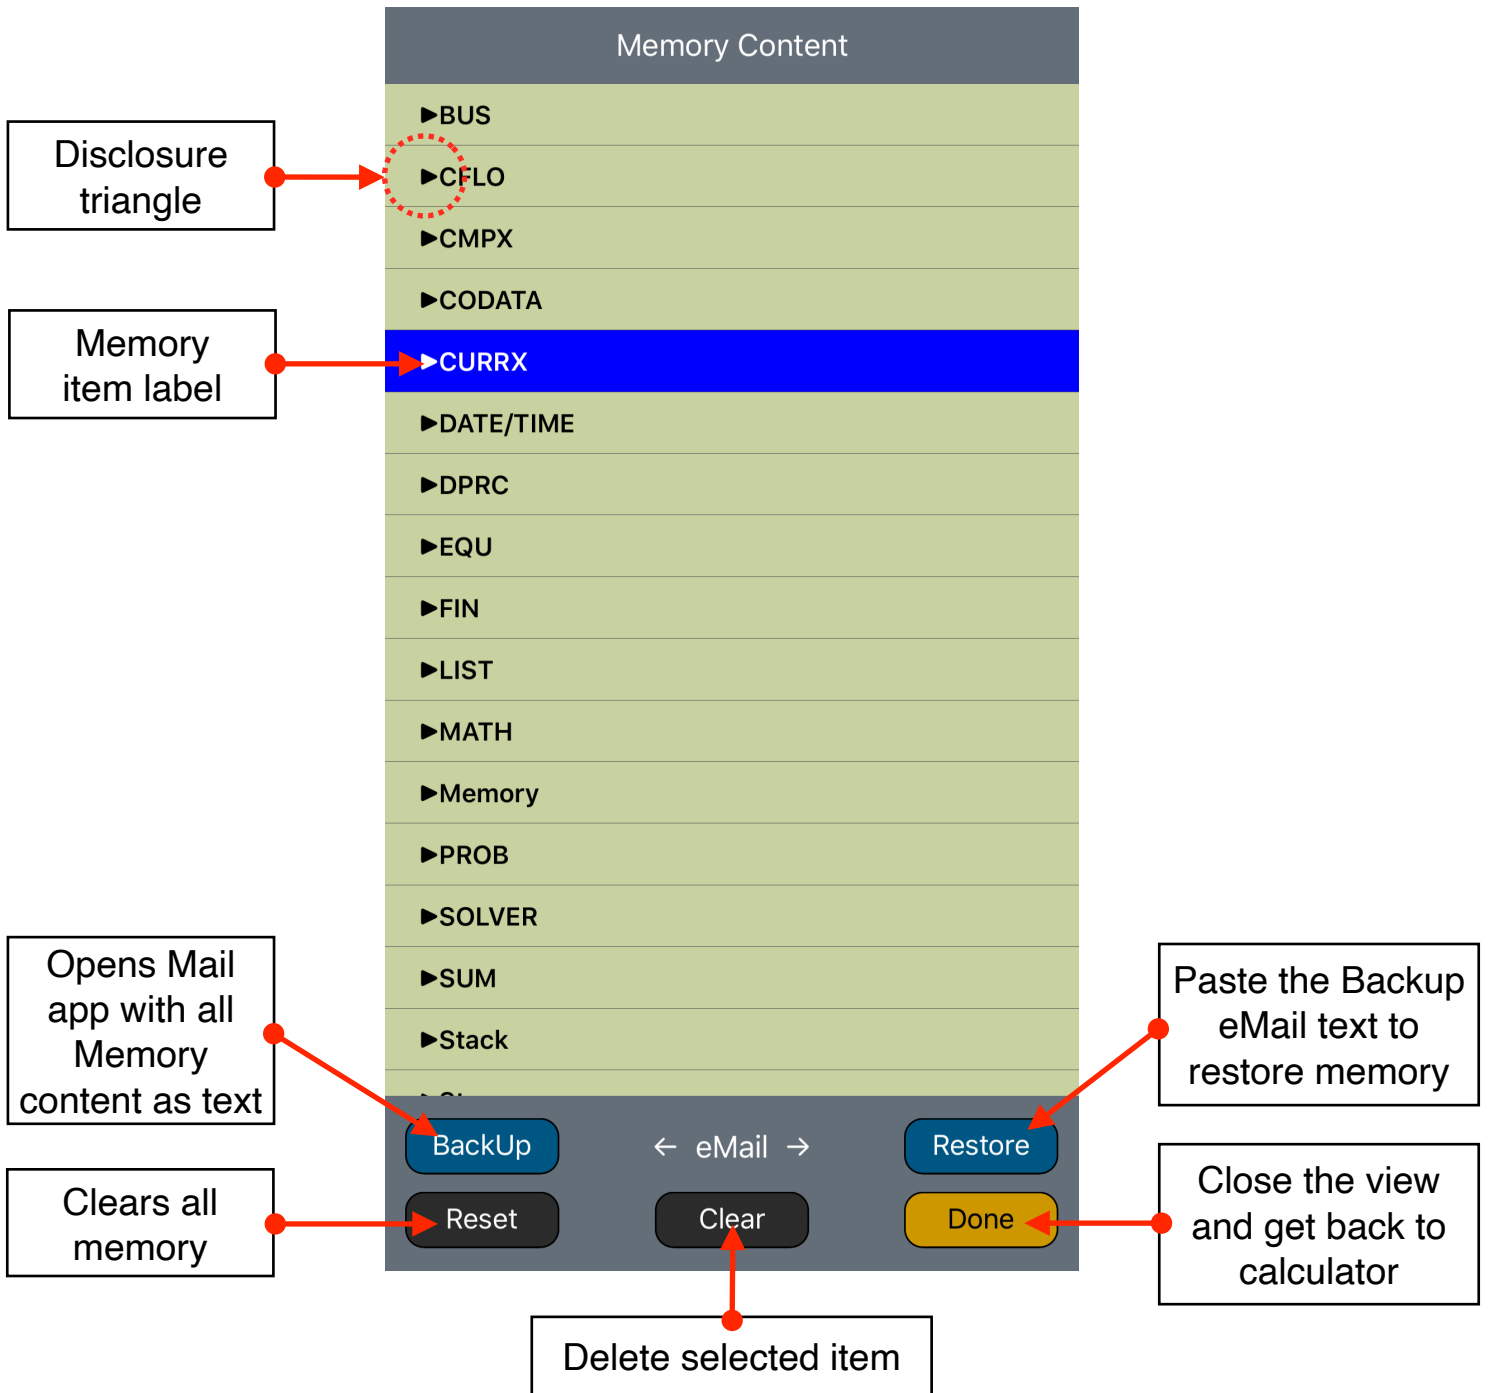 Memory Content
▶BUS
Disclosure
triangle
▶CFLO
▶CMPX
▶CODATA
Memory
item label
▶CURRX
▶DATE/TIME
▶DPRC
▶EQU
▶FIN
▶LIST
▶MATH
▶Memory
▶PROB
▶SOLVER
▶SUM
▶Stack
Opens Mail
app with all
Memory
content as text
Paste the Backup
eMail text to
restore memory
BackUp
← eMail →
Restore
Clears all
memory
Reset
Clear
Done
Close the view
and get back to
calculator
Delete selected item